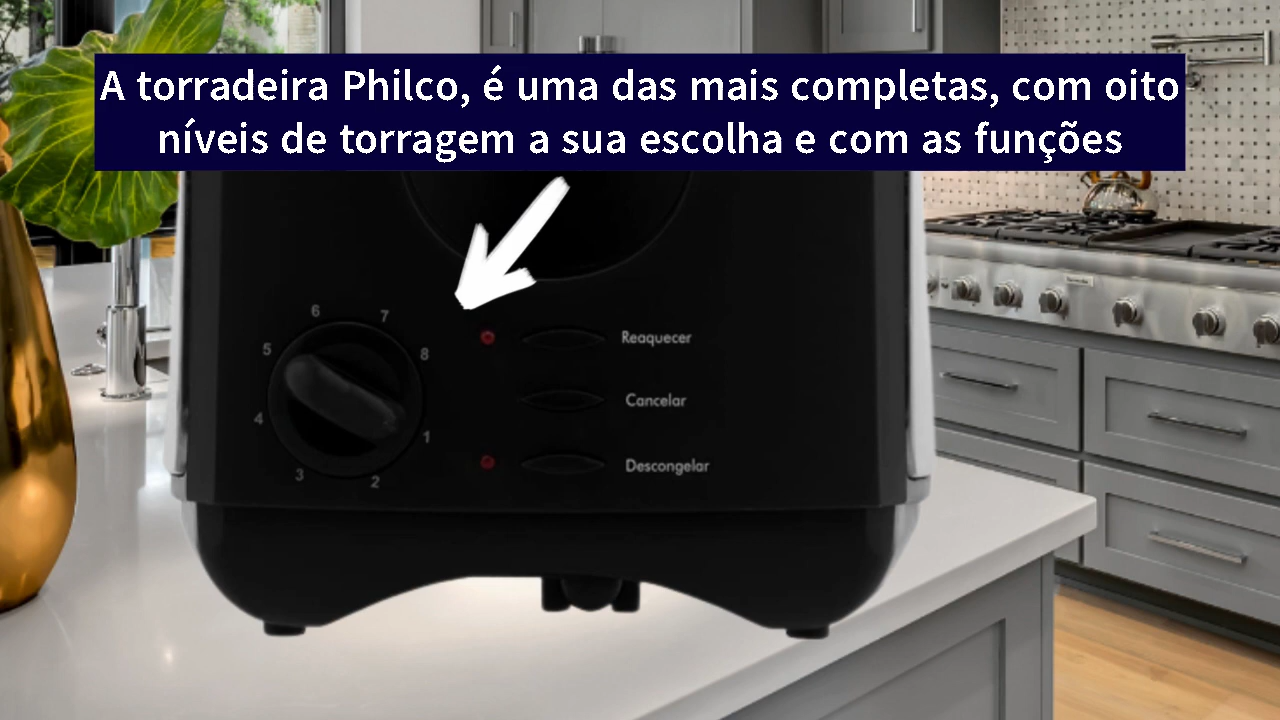 A torradeira Philco, é uma das mais completas, com oito
níveis de torragem a sua escolha e com as funções
6
7
5
8
4
1
3
2
Reaquecer
Cancelar
Descongelar